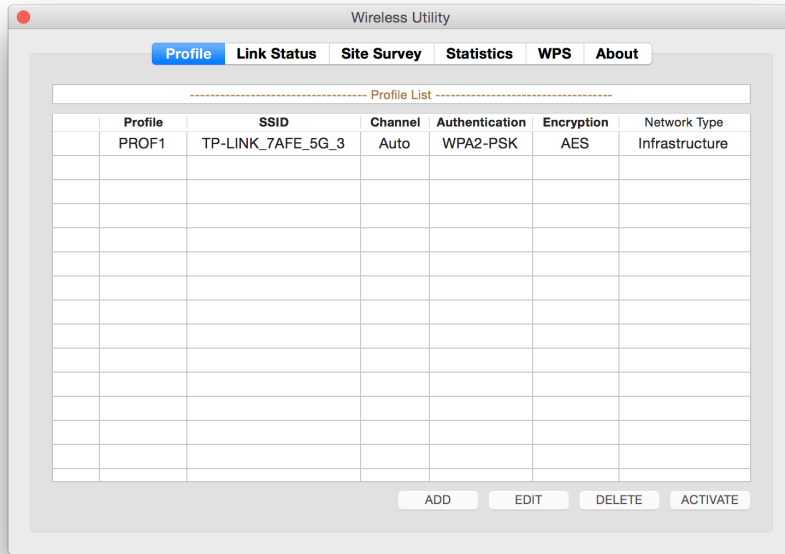 Wireless Utility
Profile Link Status Site Survey Statistics WPS About
----------------------------------- Profile List -----------------------------------
Profile SSID Channel Authentication Encryption Network Type
PROF1 TP-LINK_7AFE_5G_3 Auto WPA2-PSK AES Infrastructure
ADD EDIT DELETE ACTIVATE